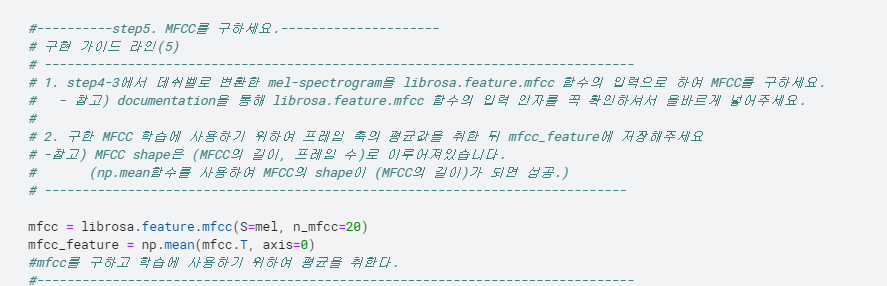 #----------step5. MFCC를 구하세요.---------------------
# 구현 가이드 라인(5)
# ------------------------------------------------------------------------------
# 1. step4-3에서 데쉬벨로 변환한 mel-spectrogram을 librosa.feature.mfcc 함수의 입력으로 하여 MFCC를 구하세요.
#   - 참고) documentation을 통해 librosa.feature.mfcc 함수의 입력 인자를 꼭 확인하셔서 올바르게 넣어주세요.
#
# 2. 구한 MFCC 학습에 사용하기 위하여 프레임 축의 평균값을 취한 뒤 mfcc_feature에 저장해주세요
# -참고) MFCC shape은 (MFCC의 길이, 프레임 수)로 이루어져있습니다.
#       (np.mean함수를 사용하여 MFCC의 shape이 (MFCC의 길이)가 되면 성공.)
# -----------------------------------------------------------------------------
mfcc = librosa.feature.mfcc(S=mel, n_mfcc=20)
mfcc_feature = np.mean(mfcc.T, axis=0)
#mfcc를 구하고 학습에 사용하기 위하여 평균을 취한다.
#-------------------------------------------------------------------------------